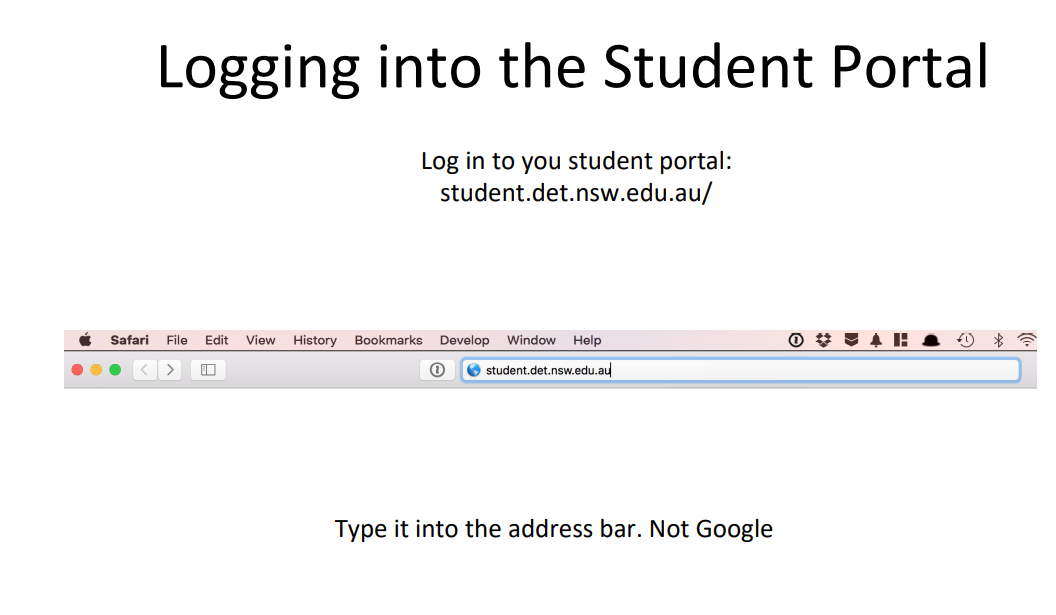 Logging into the Student Portal
Log in to you student portal:
student.det.nsw.edu.au/
Safari File Edit View History Bookmarks Develop Window Help
student.det.nsw.edu.au
Type it into the address bar. Not Google